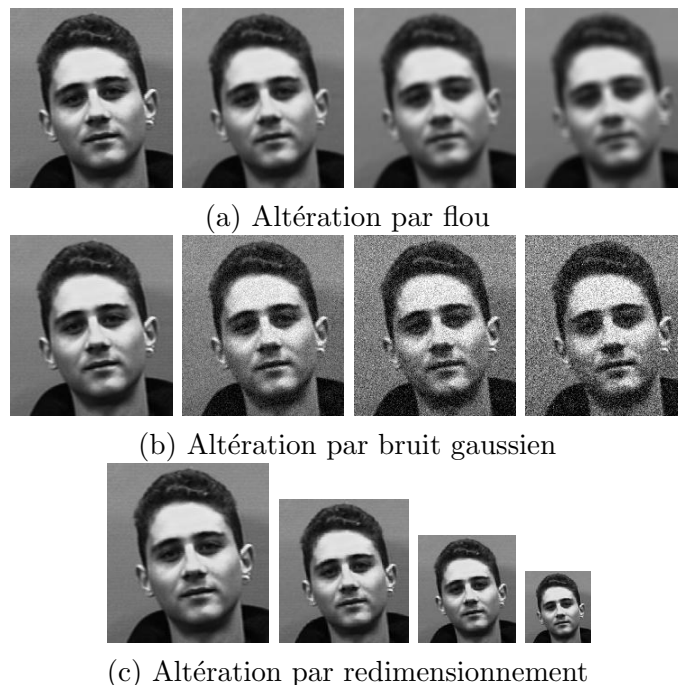 (a) Altération par flou
(b) Altération par bruit gaussien
(c) Altération par redimensionnement